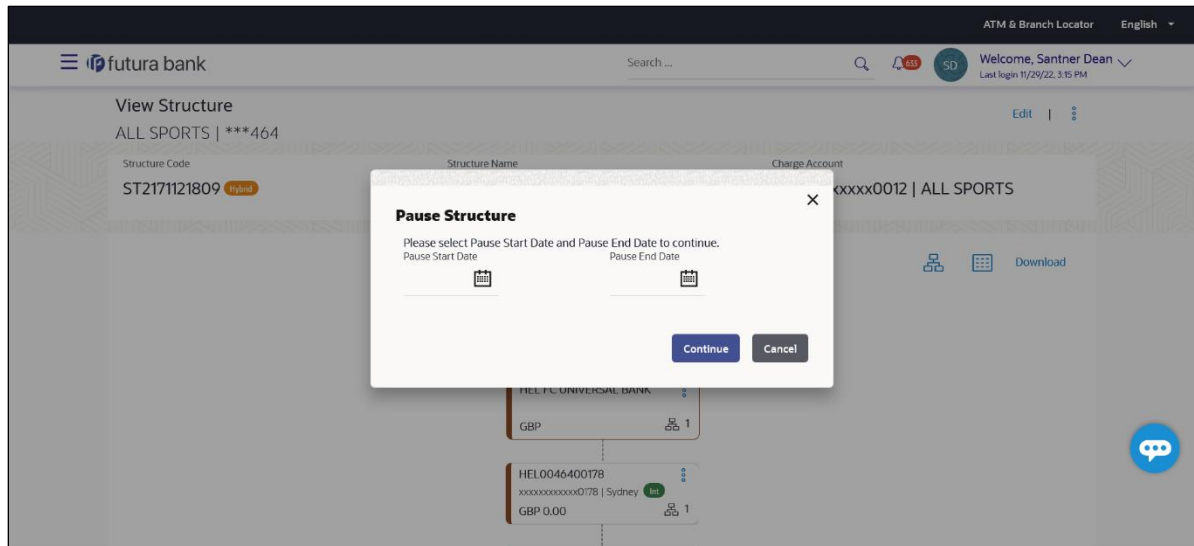 ATM & Branch Locator English
futura bank
Search ...
633
SD
Welcome, Santner Dean
Last login 11/29/22, 3:15 PM
View Structure
ALL SPORTS | ***464
Edit |
Structure Code Structure Name Charge Account
ST2171121809 Hybrid
xxxxx0012 | ALL SPORTS
Pause Structure
Please select Pause Start Date and Pause End Date to continue.
Pause Start Date Pause End Date
Continue Cancel
Download
HEL FC UNIVERSAL BANK
GBP 1
HEL0046400178
xxxxxxxxxxxx0178 | Sydney Int
GBP 0.00 1